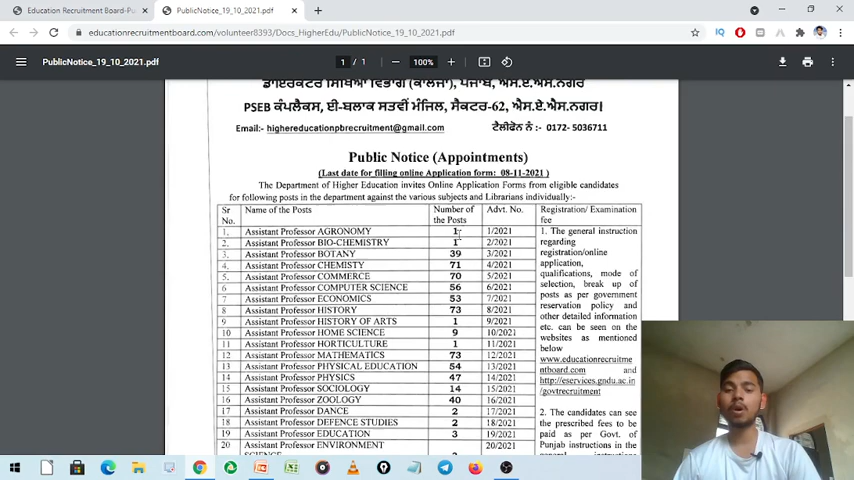 Education Recruitment Board-Pu
PublicNotice_19_10_2021.pdf
educationrecruitmentboard.com/volunteer8393/Docs_HigherEdu/PublicNotice_19_10_2021.pdf
PublicNotice_19_10_2021.pdf
1 / 1
100%
ਡਾਇਰੈਕਟਰ ਸਿੱਖਿਆ ਵਿਭਾਗ (ਕਾਲਜਾਂ), ਪੰਜਾਬ, ਐਸ.ਏ.ਐਸ.ਨਗਰ
PSEB ਕੰਪਲੈਕਸ, ਈ-ਬਲਾਕ ਸਤਵੀਂ ਮੰਜਿਲ, ਸੈਕਟਰ-62, ਐਸ.ਏ.ਐਸ.ਨਗਰ।
Email:- highereducationpbrecruitment@gmail.com ਟੈਲੀਫੋਨ ਨੰ :- 0172- 5036711
Public Notice (Appointments)
(Last date for filling online Application form: 08-11-2021 )
The Department of Higher Education invites Online Application Forms from eligible candidates
for following posts in the department against the various subjects and Librarians individually:-
Sr No. Name of the Posts Number of the Posts Advt. No. Registration/ Examination fee
1, Assistant Professor AGRONOMY 1 1/2021
2. Assistant Professor BIO-CHEMISTRY 1 2/2021
3. Assistant Professor BOTANY 39 3/2021
4, Assistant Professor CHEMISTY 71 4/2021
5. Assistant Professor COMMERCE 70 5/2021
6 Assistant Professor COMPUTER SCIENCE 56 6/2021
7 Assistant Professor ECONOMICS 53 7/2021
8 Assistant Professor HISTORY 73 8/2021
9 Assistant Professor HISTORY OF ARTS 1 9/2021
10 Assistant Professor HOME SCIENCE 9 10/2021
11 Assistant Professor HORTICULTURE 1 11/2021
12 Assistant Professor MATHEMATICS 73 12/2021
13 Assistant Professor PHYSICAL EDUCATION 54 13/2021
14 Assistant Professor PHYSICS 47 14/2021
15 Assistant Professor SOCIOLOGY 14 15/2021
16 Assistant Professor ZOOLOGY 40 16/2021
17 Assistant Professor DANCE 2 17/2021
18 Assistant Professor DEFENCE STUDIES 2 18/2021
19 Assistant Professor EDUCATION 3 19/2021
20 Assistant Professor ENVIRONMENT 20/2021
SCIENCE
1. The general instruction
regarding
registration/online
application,
qualifications, mode of
selection, break up of
posts as per government
reservation policy and
other detailed information
etc. can be seen on the
websites as mentioned
below
www.educationrecruitme
ntboard.com and
http://eservices.gndu.ac.in
/govtrecruitment
2. The candidates can see
the prescribed fees to be
paid as per Govt. of
Punjab instructions in the